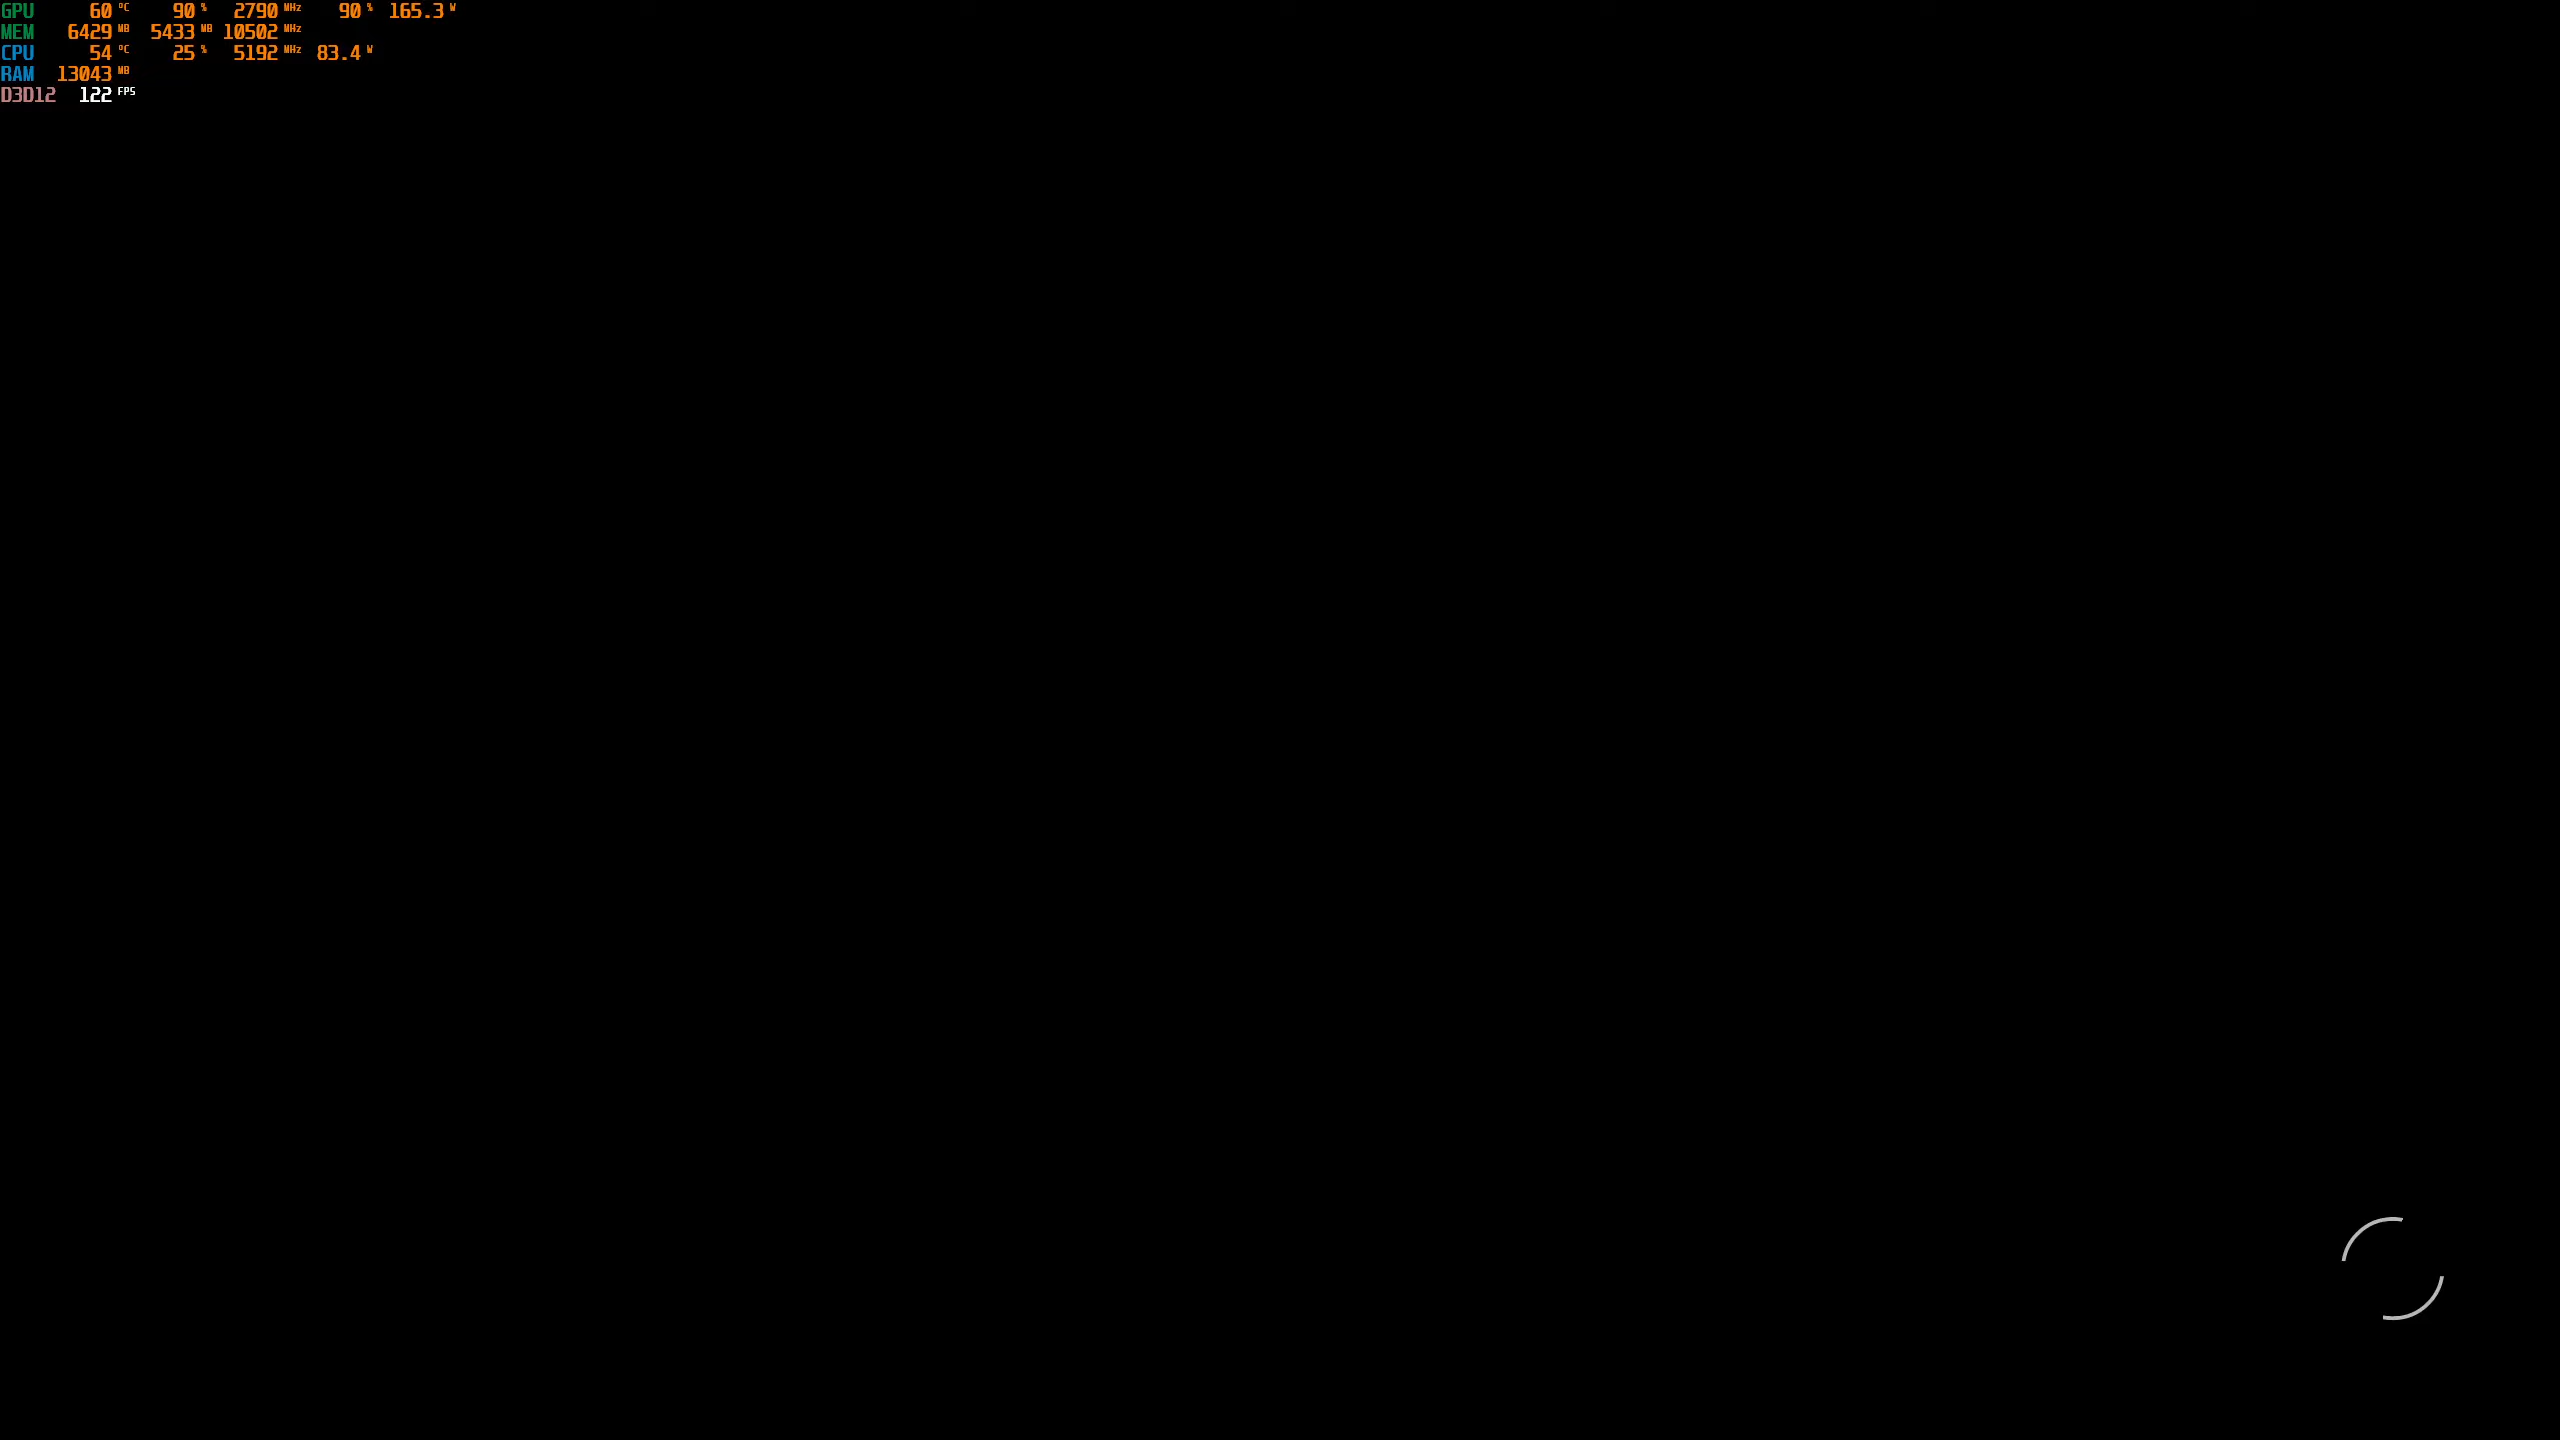 GPU 60 °C 90 % 2790 MHz 90 % 165.3 W
MEM 6429 MB 5433 MB 10502 MHz
CPU 54 °C 25 % 5192 MHz 83.4 W
RAM 13043 MB
D3D12 122 FPS